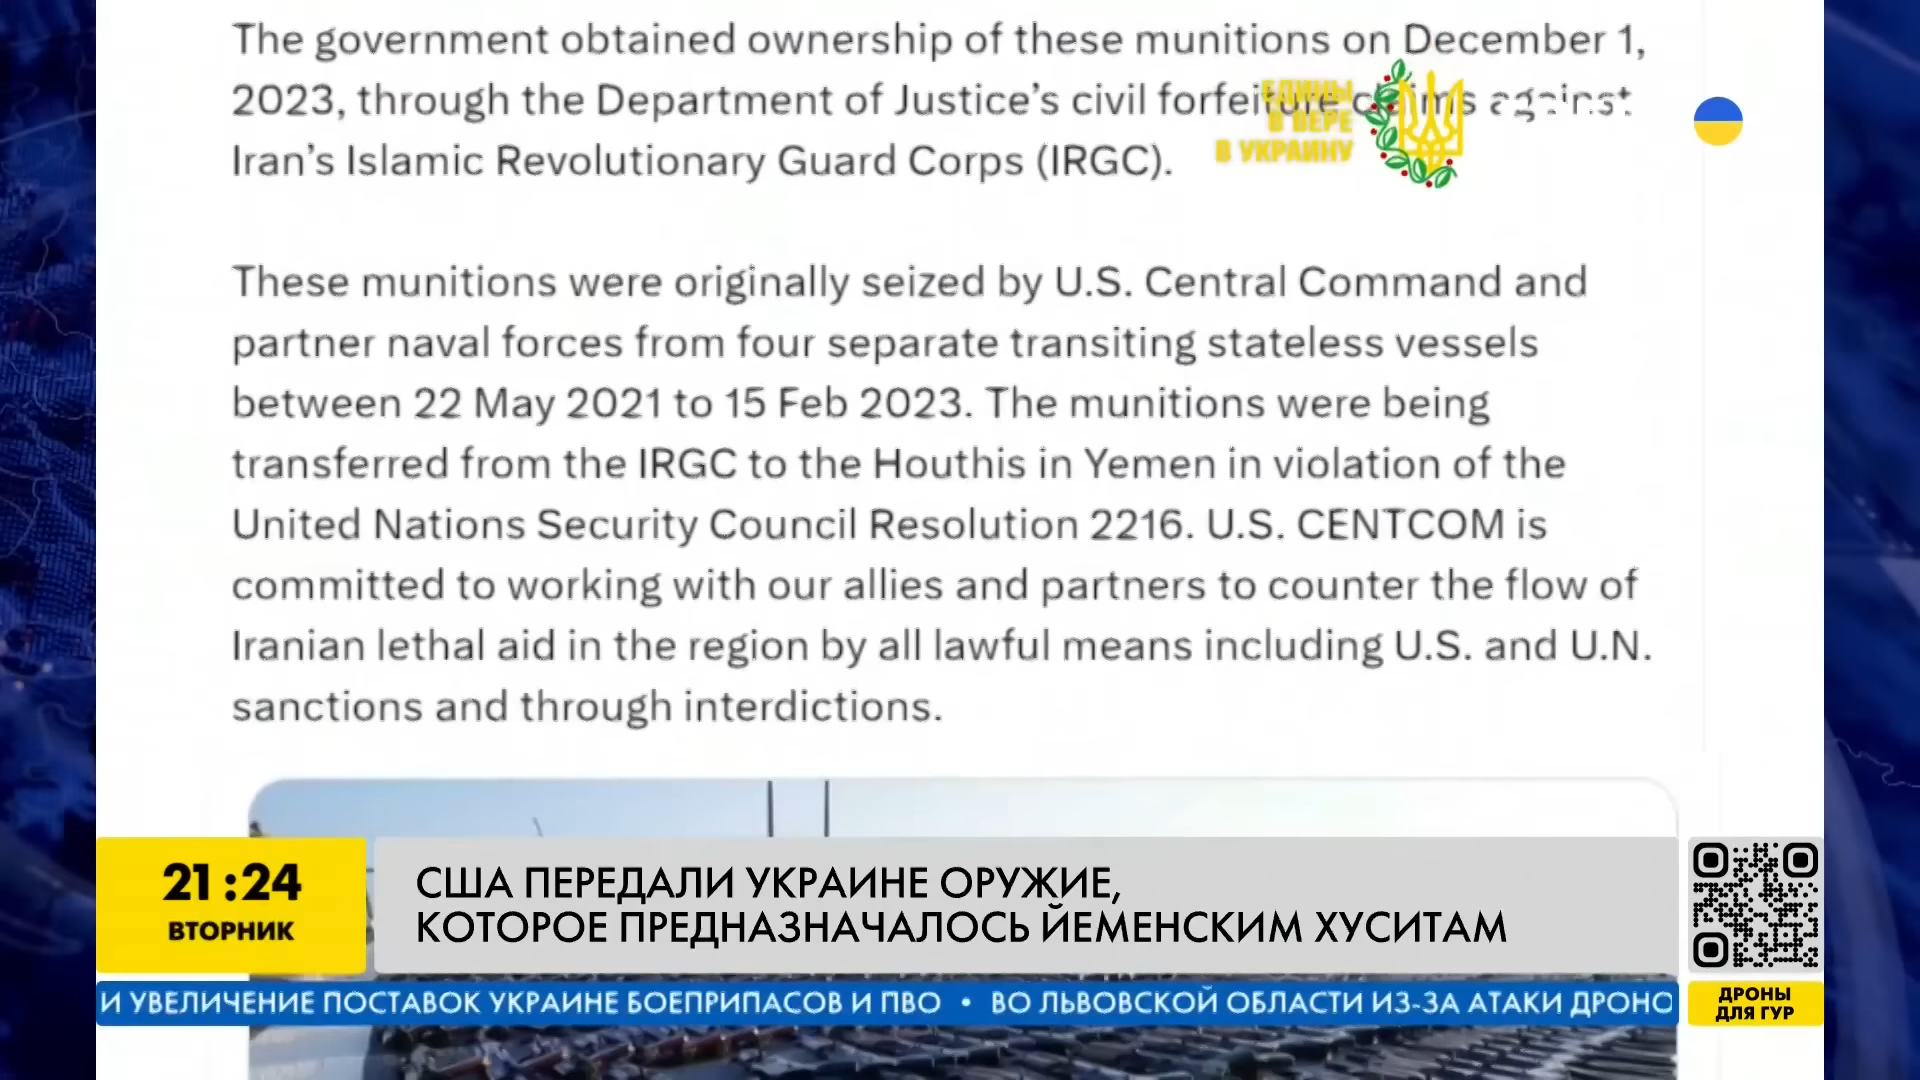 The government obtained ownership of these munitions on December 1,
2023, through the Department of Justice's civil forfeiture claims against
Iran's Islamic Revolutionary Guard Corps (IRGC).
ЕДИНЫ
В ВЕРЕ
В УКРАИНУ
These munitions were originally seized by U.S. Central Command and
partner naval forces from four separate transiting stateless vessels
between 22 May 2021 to 15 Feb 2023. The munitions were being
transferred from the IRGC to the Houthis in Yemen in violation of the
United Nations Security Council Resolution 2216. U.S. CENTCOM is
committed to working with our allies and partners to counter the flow of
Iranian lethal aid in the region by all lawful means including U.S. and U.N.
sanctions and through interdictions.
21:24
ВТОРНИК
США ПЕРЕДАЛИ УКРАИНЕ ОРУЖИЕ,
КОТОРОЕ ПРЕДНАЗНАЧАЛОСЬ ЙЕМЕНСКИМ ХУСИТАМ
И УВЕЛИЧЕНИЕ ПОСТАВОК УКРАИНЕ БОЕПРИПАСОВ И ПВО • ВО ЛЬВОВСКОЙ ОБЛАСТИ ИЗ-ЗА АТАКИ ДРОНО
ДРОНЫ
ДЛЯ ГУР